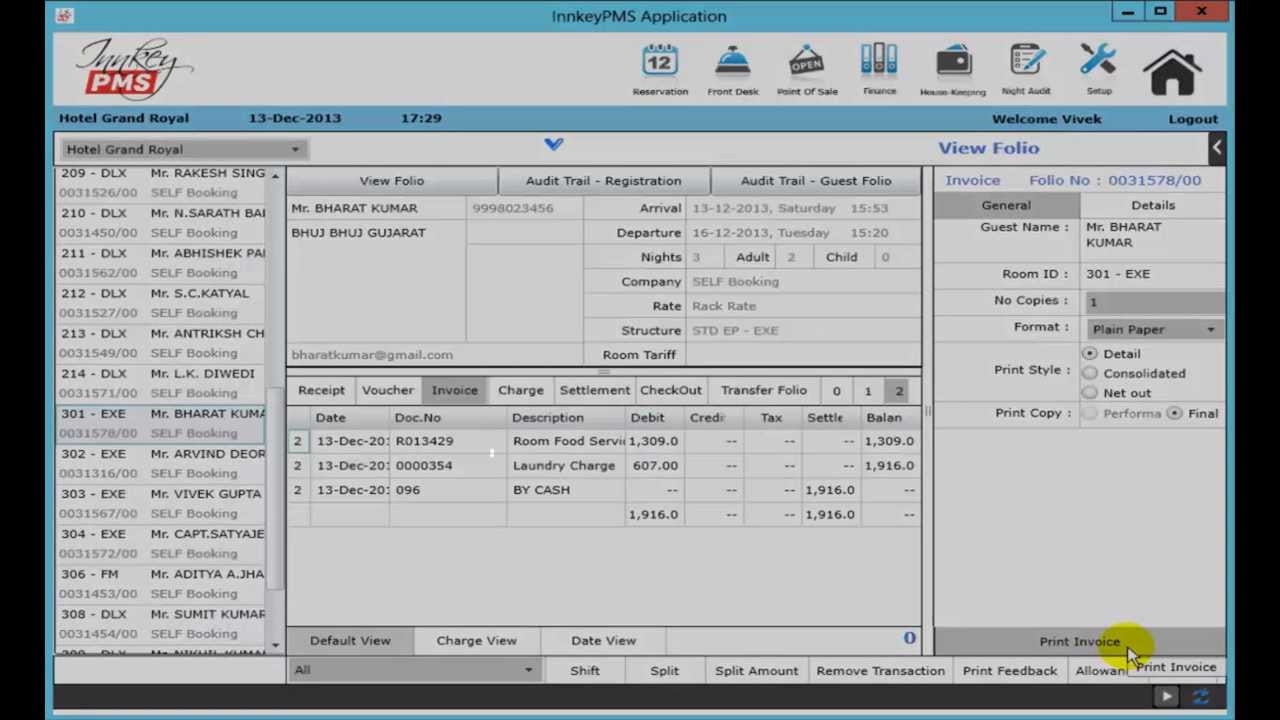 InnkeyPMS Application
Innkey
PMS
12
OPEN
Reservation Front Desk Point Of Sale Finance House-Keeping Night Audit Setup
Hotel Grand Royal 13-Dec-2013 17:29 Welcome Vivek Logout
Hotel Grand Royal
View Folio
209 - DLX Mr. RAKESH SING
0031526/00 SELF Booking
210 - DLX Mr. N.SARATH BA
0031450/00 SELF Booking
211 - DLX Mr. ABHISHEK PA
0031562/00 SELF Booking
212 - DLX Mr. S.C.KATYAL
0031527/00 SELF Booking
213 - DLX Mr. ANTRIKSH CH
0031549/00 SELF Booking
214 - DLX Mr. L.K. DIWEDI
0031571/00 SELF Booking
301 - EXE Mr. BHARAT KUMA
0031578/00 SELF Booking
302 - EXE Mr. ARVIND DEOR
0031316/00 SELF Booking
303 - EXE Mr. VIVEK GUPTA
0031567/00 SELF Booking
304 - EXE Mr. CAPT.SATYAJE
0031572/00 SELF Booking
306 - FM Mr. ADITYA A.JHA
0031453/00 SELF Booking
308 - DLX Mr. SUMIT KUMAR
0031454/00 SELF Booking
View Folio Audit Trail - Registration Audit Trail - Guest Folio
Mr. BHARAT KUMAR 9998023456 Arrival 13-12-2013, Saturday 15:53
BHUJ BHUJ GUJARAT Departure 16-12-2013, Tuesday 15:20
Nights 3 Adult 2 Child 0
Company SELF Booking
Rate Rack Rate
Structure STD EP - EXE
bharatkumar@gmail.com Room Tariff
Receipt Voucher Invoice Charge Settlement CheckOut Transfer Folio 0 1 2
Date Doc.No Description Debit Credi Tax Settle Balan
2 13-Dec-201 R013429 Room Food Servi 1,309.0 -- -- -- 1,309.0
2 13-Dec-201 0000354 Laundry Charge 607.00 -- -- -- 1,916.0
2 13-Dec-201 096 BY CASH -- -- -- 1,916.0 --
1,916.0 -- -- 1,916.0 --
Default View Charge View Date View 0
All Shift Split Split Amount Remove Transaction Print Feedback Allowan
Invoice Folio No : 0031578/00
General Details
Guest Name : Mr. BHARAT
KUMAR
Room ID : 301 - EXE
No Copies : 1
Format : Plain Paper
Print Style : Detail
Consolidated
Net out
Print Copy : Performa Final
Print Invoice
Print Invoice